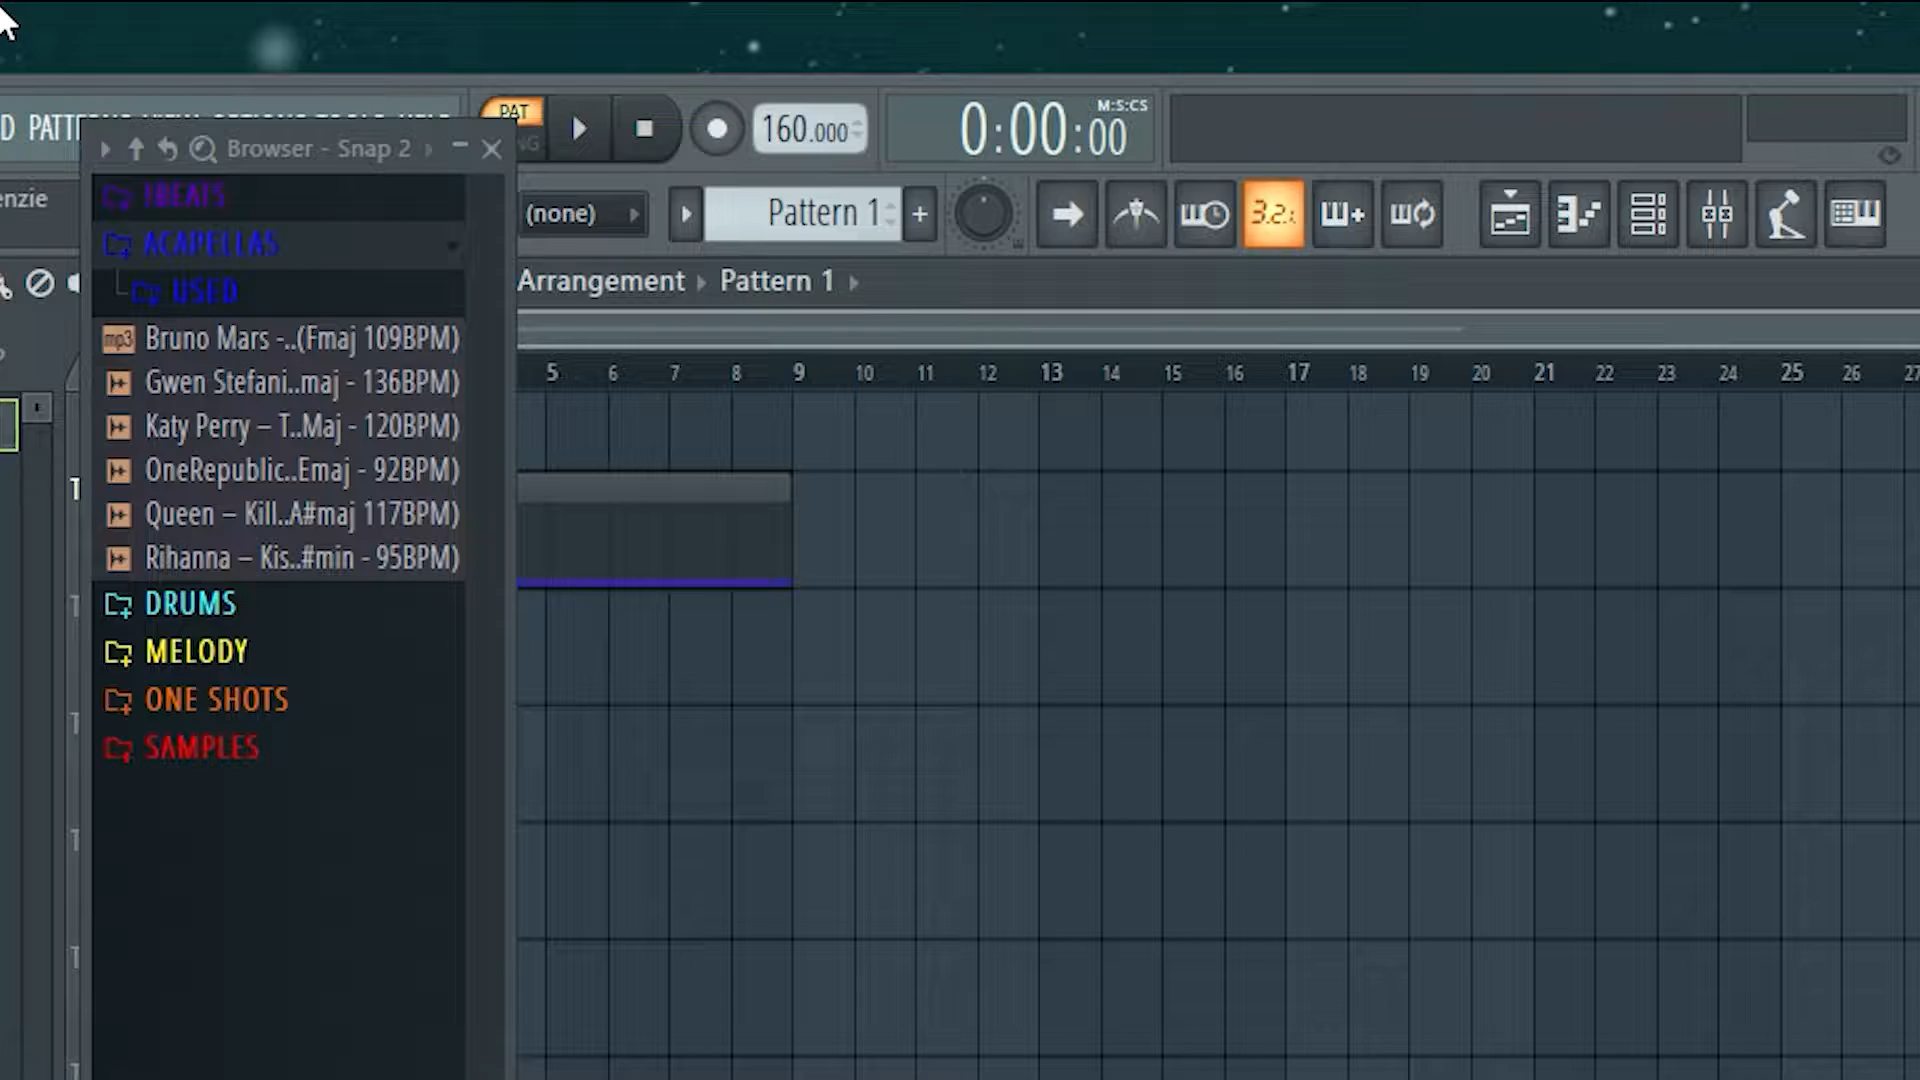 PAT
160.000
M:S:CS
0:00:00
Browser - Snap 2
enzie
!BEATS
(none)
Pattern 1
+
3.2.
ACAPELLAS
USED
Arrangement
Pattern 1
Bruno Mars -..(Fmaj 109BPM)
mp3
Gwen Stefani..maj - 136BPM)
5 6 7 8 9 10 11 12 13 14 15 16 17 18 19 20 21 22 23 24 25 26 27
Katy Perry – T..Maj - 120BPM)
OneRepublic..Emaj - 92BPM)
Queen – Kill..A#maj 117BPM)
Rihanna – Kis..#min - 95BPM)
DRUMS
MELODY
ONE SHOTS
SAMPLES